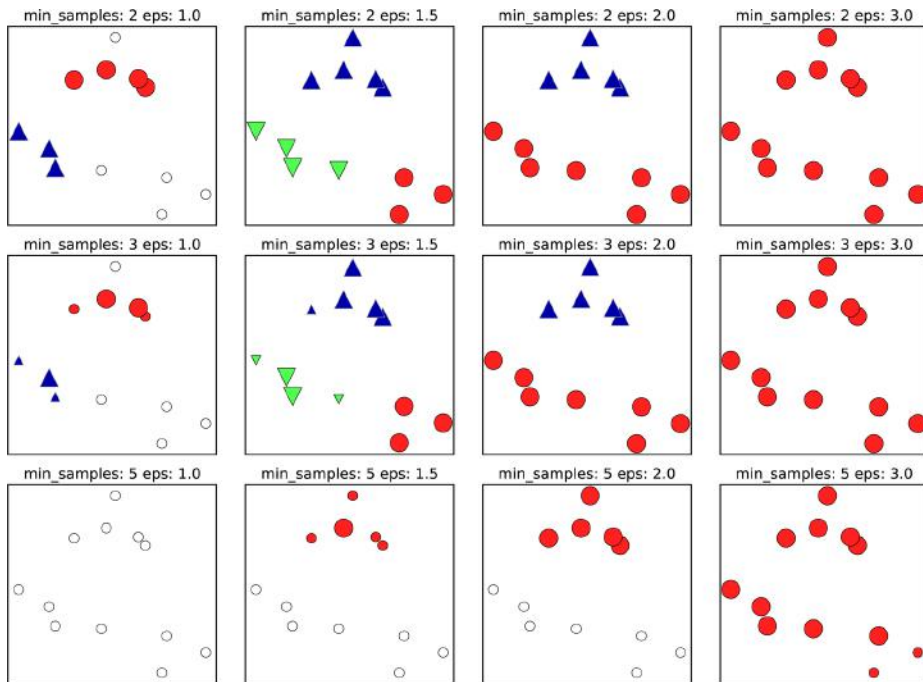 min_samples: 2 eps: 1.0
min_samples: 2 eps: 1.5
min_samples: 2 eps: 2.0
min_samples: 2 eps: 3.0
min_samples: 3 eps: 1.0
min_samples: 3 eps: 1.5
min_samples: 3 eps: 2.0
min_samples: 3 eps: 3.0
min_samples: 5 eps: 1.0
min_samples: 5 eps: 1.5
min_samples: 5 eps: 2.0
min_samples: 5 eps: 3.0